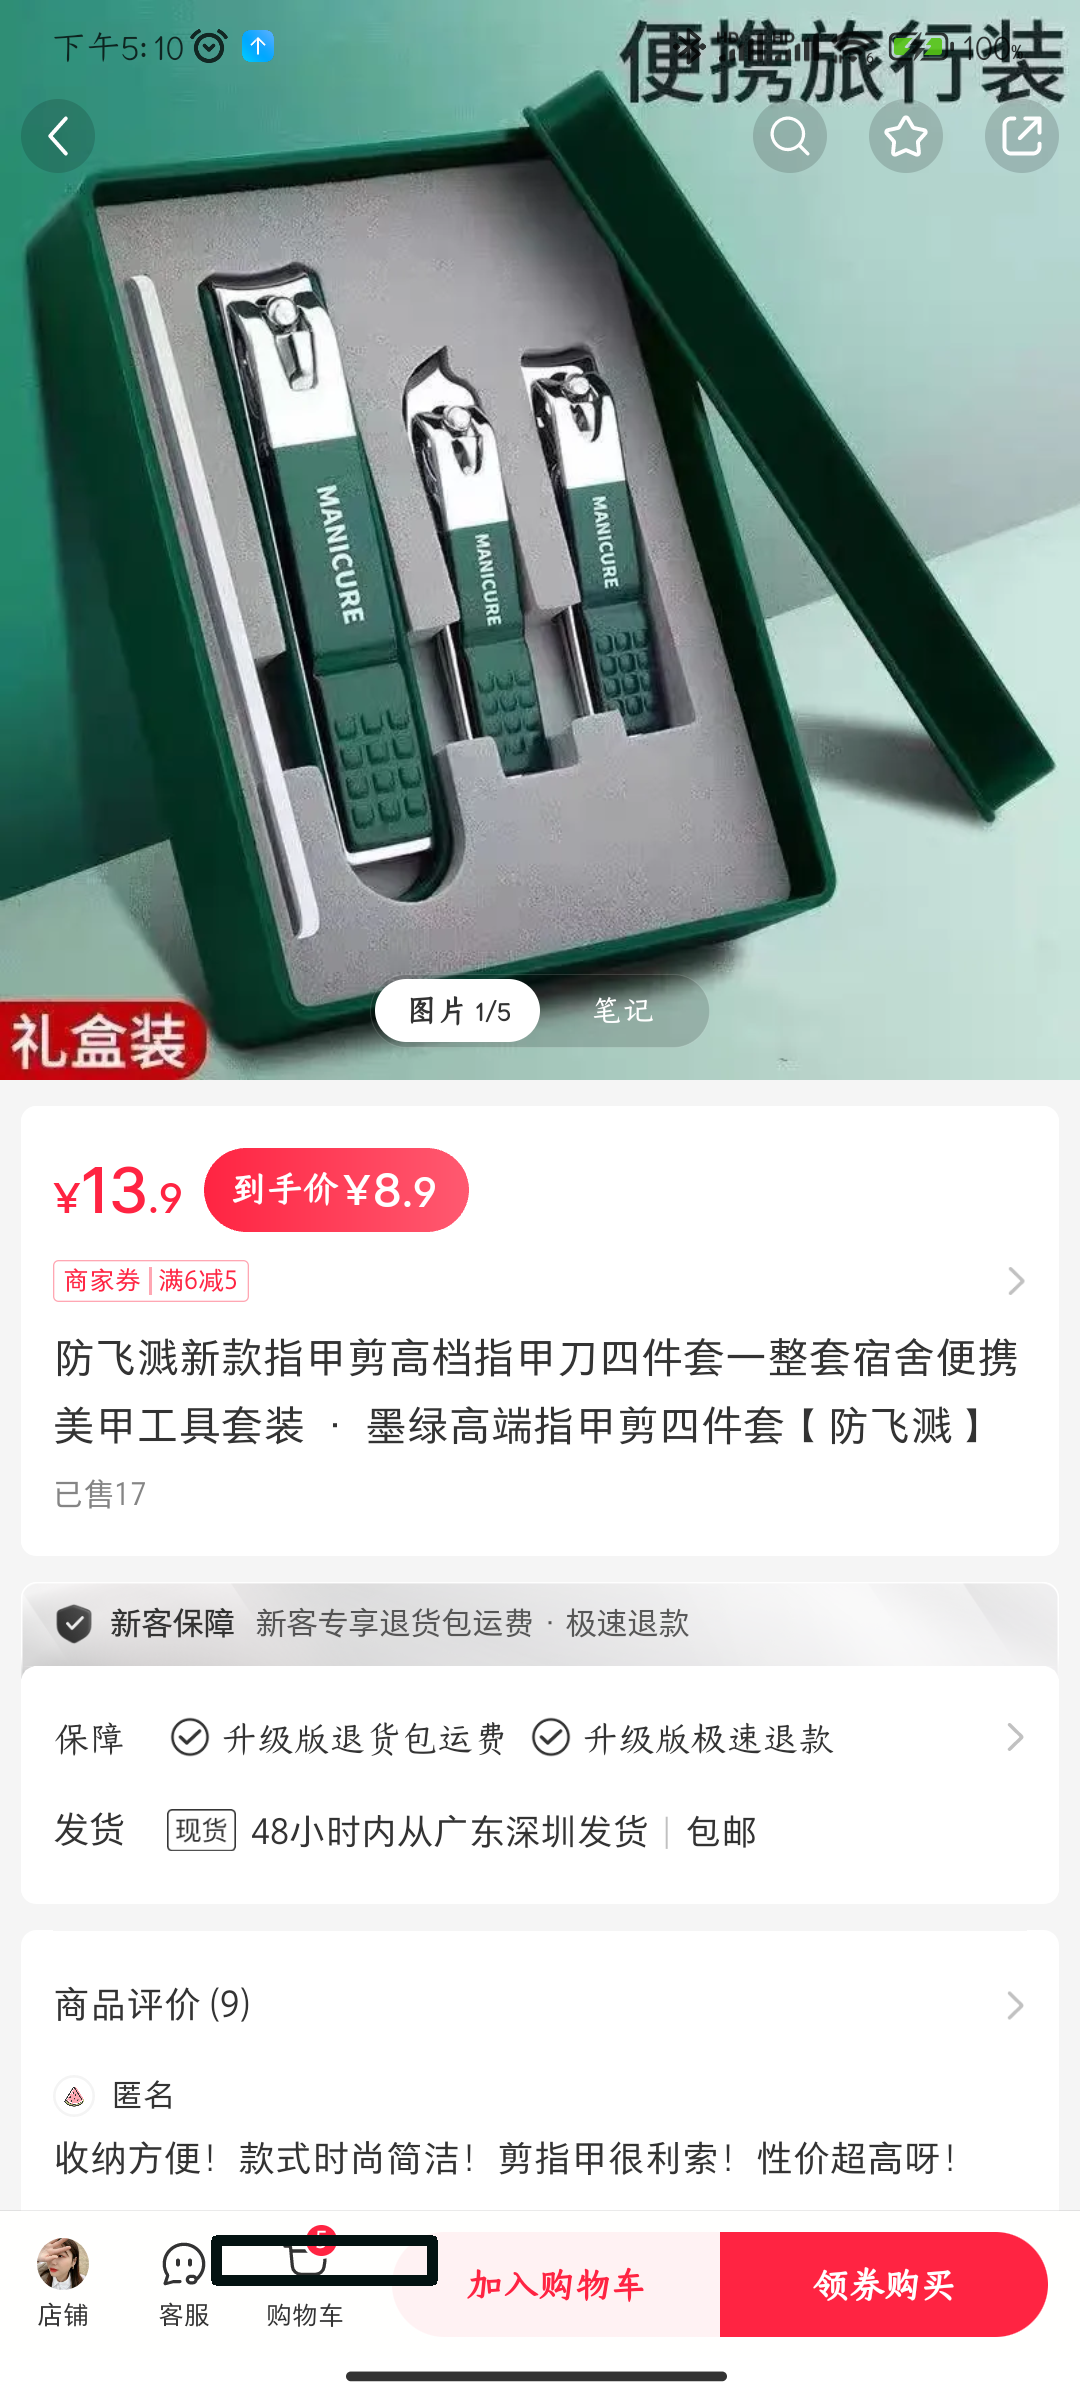 下午5:10
100%
便携旅行装
MANICURE
MANICURE
MANICURE
礼盒装
图片 1/5
笔记
¥13.9
到手价¥8.9
商家券|满6减5
防飞溅新款指甲剪高档指甲刀四件套一整套宿舍便携
美甲工具套装 · 墨绿高端指甲剪四件套【防飞溅】
已售17
新客保障 新客专享退货包运费 · 极速退款
保障 升级版退货包运费 升级版极速退款
发货 现货 48小时内从广东深圳发货 | 包邮
商品评价 (9)
匿名
收纳方便！款式时尚简洁！剪指甲很利索！性价超高呀！
店铺
客服
购物车
加入购物车
领券购买